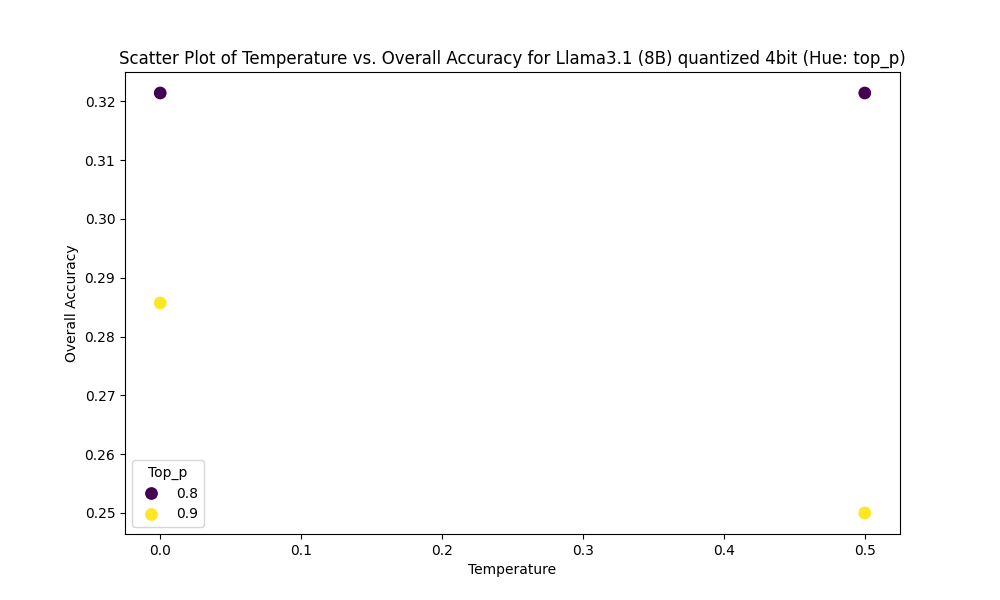 Scatter Plot of Temperature vs. Overall Accuracy for Llama3.1 (8B) quantized 4bit (Hue: top_p)
0.32
0.31
0.30
0.29
0.28
0.27
0.26
0.25
Overall Accuracy
Top_p
0.8
0.9
0.0 0.1 0.2 0.3 0.4 0.5
Temperature